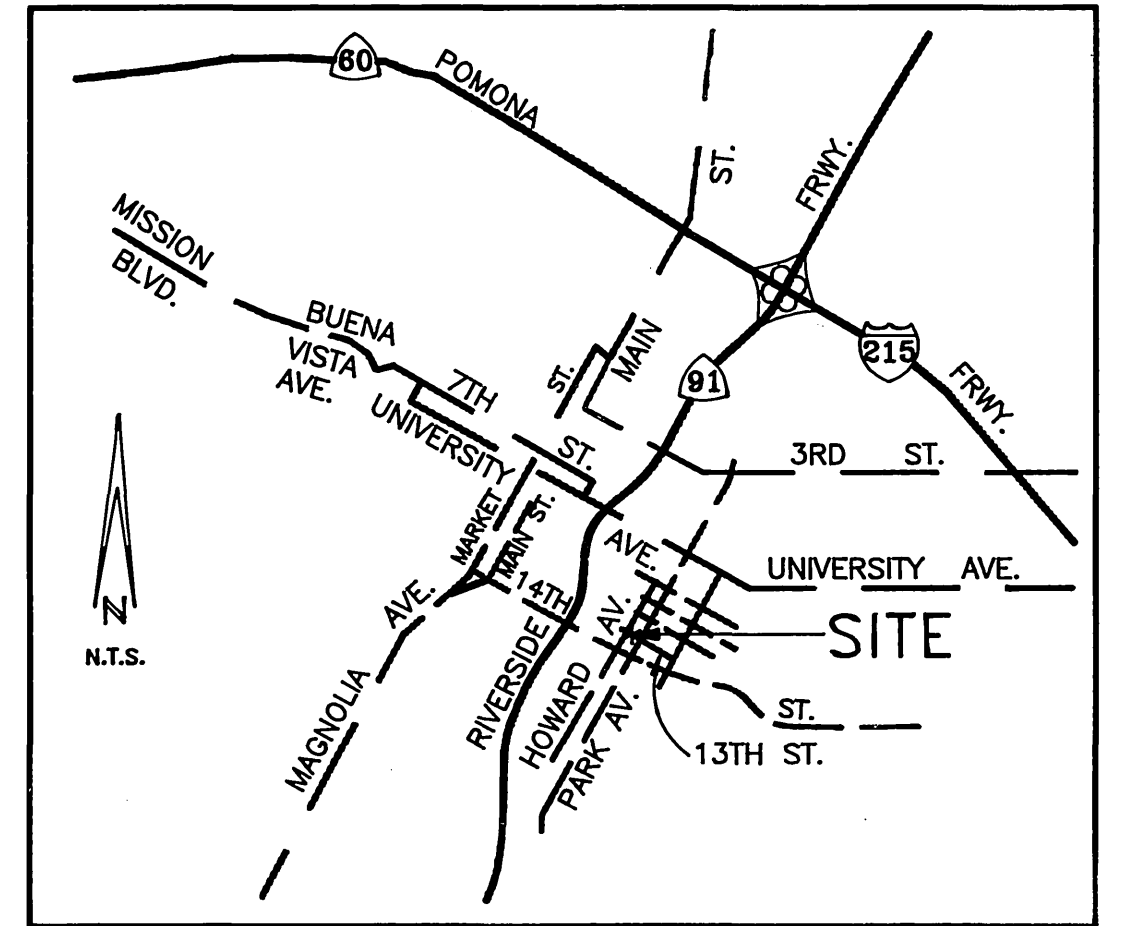 60
POMONA
ST.
FRWY.
MISSION
BLVD.
BUENA
VISTA
AVE.
7TH
ST.
MAIN
91
215
FRWY.
UNIVERSITY
ST.
3RD ST.
MARKET
MAIN ST.
AVE.
UNIVERSITY AVE.
14TH
AVE.
AV.
SITE
N
N.T.S.
MAGNOLIA
RIVERSIDE
HOWARD
PARK AV.
ST.
13TH ST.